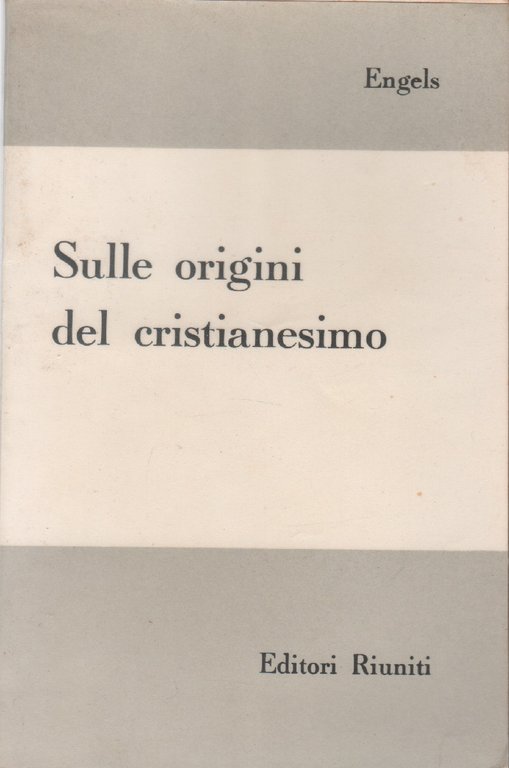 Engels
Sulle origini
del cristianesimo
Editori Riuniti